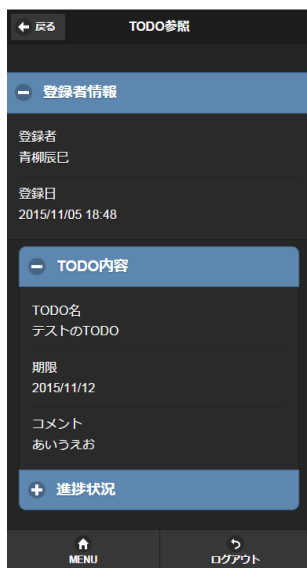 戻る
TODO参照
登録者情報
登録者
青柳辰巳
登録日
2015/11/05 18:48
TODO内容
TODO名
テストのTODO
期限
2015/11/12
コメント
あいうえお
進捗状況
MENU
ログアウト